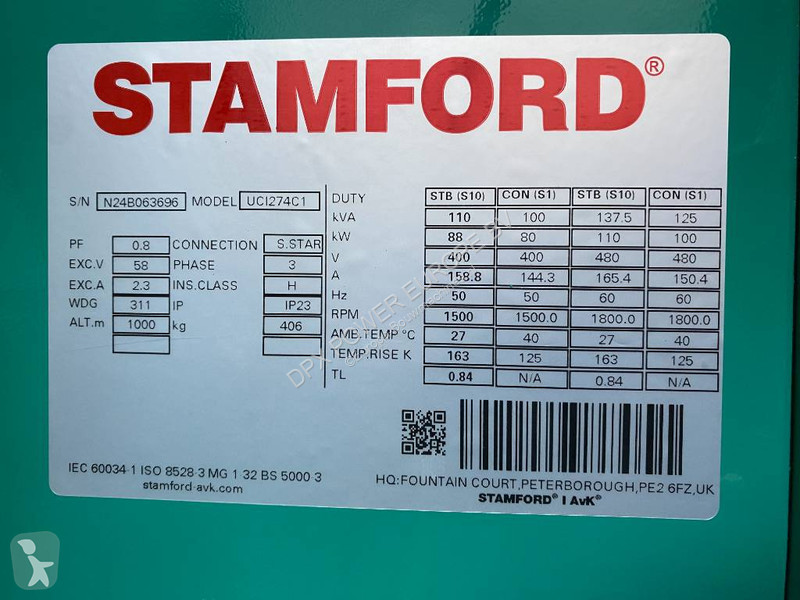 STAMFORD®
S/N N24B063696 MODEL UCI274C1
PF 0.8 CONNECTION S.STAR
EXC.V 58 PHASE 3
EXC.A 2.3 INS.CLASS H
WDG 311 IP IP23
ALT.m 1000 kg 406
DUTY STB (S10) CON (S1) STB (S10) CON (S1)
kVA 110 100 137.5 125
kW 88 80 110 100
V 400 400 480 480
A 158.8 144.3 165.4 150.4
Hz 50 50 60 60
RPM 1500 1500.0 1800.0 1800.0
AMB.TEMP °C 27 40 27 40
TEMP.RISE K 163 125 163 125
TL 0.84 N/A 0.84 N/A
DPX POWER EUROPE BV
IEC 60034-1 ISO 8528-3 MG 1-32 BS 5000-3
stamford-avk.com
HQ:FOUNTAIN COURT,PETERBOROUGH,PE2 6FZ,UK
STAMFORD® | AvK®